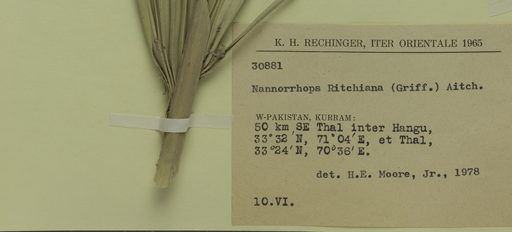 K. H. RECHINGER, ITER ORIENTALE 1965
30881
Nannorrhops Ritchiana (Griff.) Aitch.
W-PAKISTAN, KURRAM:
50 km SE Thal inter Hangu,
33°32'N, 71°04'E, et Thal,
33°24'N, 70°36'E.
det. H.E. Moore, Jr., 1978
10.VI.